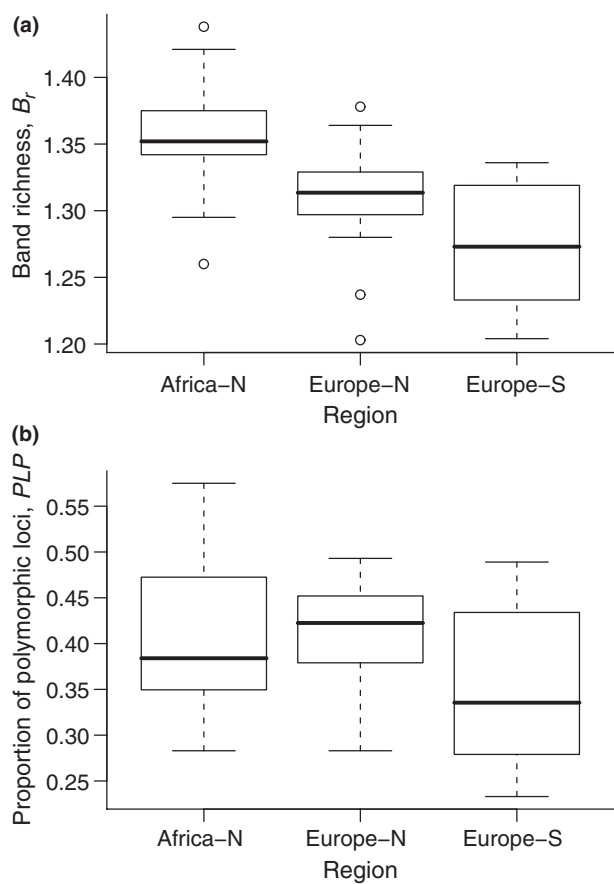 (a)
Band richness, Br
1.40
1.35
1.30
1.25
1.20
Africa–N
Europe–N
Europe–S
Region
(b)
Proportion of polymorphic loci, PLP
0.55
0.50
0.45
0.40
0.35
0.30
0.25
Africa–N
Europe–N
Europe–S
Region